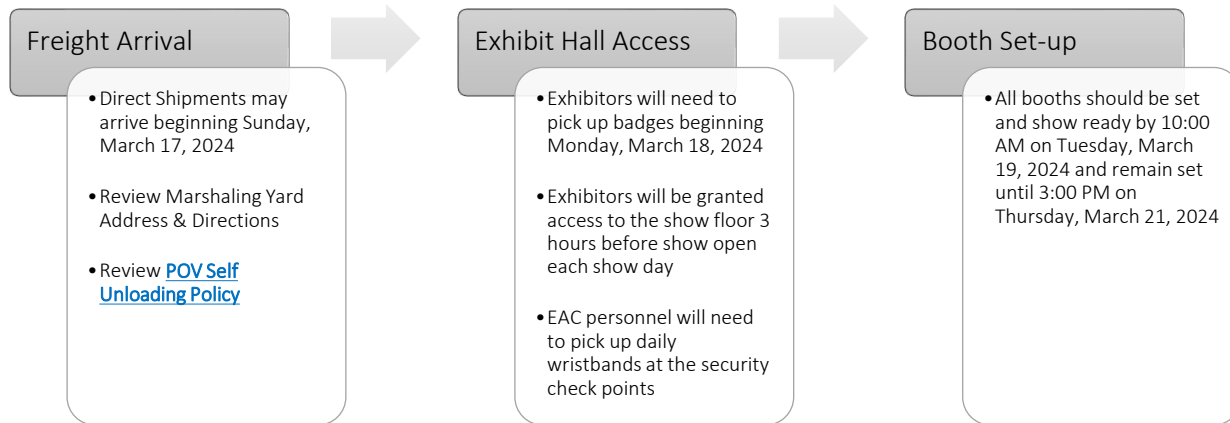 Freight Arrival
•Direct Shipments may
arrive beginning Sunday,
March 17, 2024
•Review Marshaling Yard
Address & Directions
•Review POV Self
Unloading Policy
Exhibit Hall Access
•Exhibitors will need to
pick up badges beginning
Monday, March 18, 2024
•Exhibitors will be granted
access to the show floor 3
hours before show open
each show day
•EAC personnel will need
to pick up daily
wristbands at the security
check points
Booth Set-up
•All booths should be set
and show ready by 10:00
AM on Tuesday, March
19, 2024 and remain set
until 3:00 PM on
Thursday, March 21, 2024